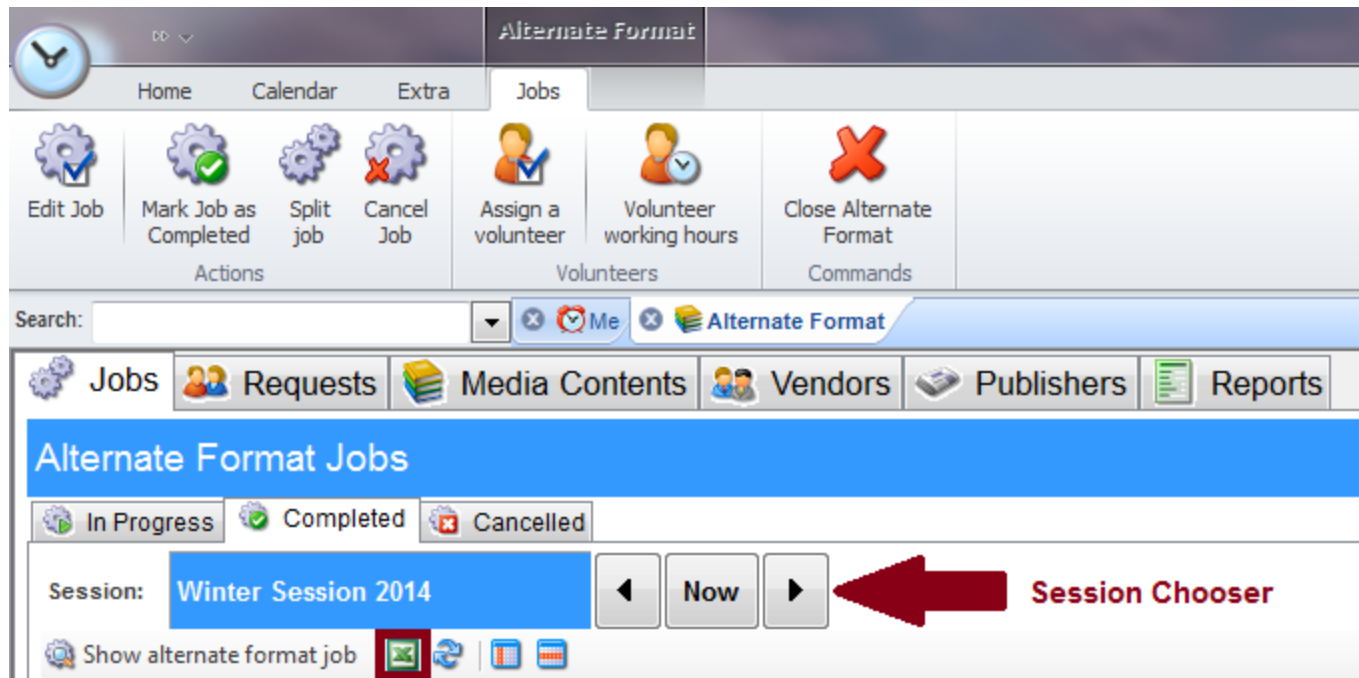 Alternate Format
Home Calendar Extra Jobs
Edit Job
Mark Job as
Completed
Split
job
Cancel
Job
Assign a
volunteer
Volunteer
working hours
Close Alternate
Format
Actions Volunteers Commands
Search: Me Alternate Format
Jobs Requests Media Contents Vendors Publishers Reports
Alternate Format Jobs
In Progress Completed Cancelled
Session: Winter Session 2014 Now Session Chooser
Show alternate format job